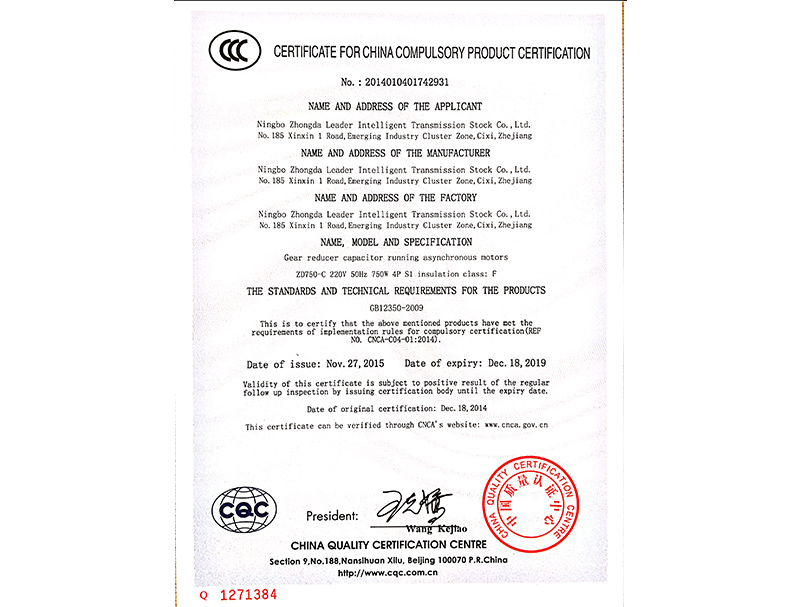 CCC
CERTIFICATE FOR CHINA COMPULSORY PRODUCT CERTIFICATION
No. : 2014010401742931
NAME AND ADDRESS OF THE APPLICANT
Ningbo Zhongda Leader Intelligent Transmission Stock Co., Ltd.
No. 185 Xinxin 1 Road, Emerging Industry Cluster Zone, Cixi, Zhejiang
NAME AND ADDRESS OF THE MANUFACTURER
Ningbo Zhongda Leader Intelligent Transmission Stock Co., Ltd.
No. 185 Xinxin 1 Road, Emerging Industry Cluster Zone, Cixi, Zhejiang
NAME AND ADDRESS OF THE FACTORY
Ningbo Zhongda Leader Intelligent Transmission Stock Co., Ltd.
No. 185 Xinxin 1 Road, Emerging Industry Cluster Zone, Cixi, Zhejiang
NAME, MODEL AND SPECIFICATION
Gear reducer capacitor running asynchronous motors
ZD750-C 220V 50Hz 750W 4P S1 insulation class: F
THE STANDARDS AND TECHNICAL REQUIREMENTS FOR THE PRODUCTS
GB12350-2009
This is to certify that the above mentioned products have met the
requirements of implementation rules for compulsory certification(REF
NO. CNCA-C04-01:2014).
Date of issue: Nov. 27, 2015 Date of expiry: Dec. 18, 2019
Validity of this certificate is subject to positive result of the regular
follow up inspection by issuing certification body until the expiry date.
Date of original certification: Dec. 18, 2014
This certificate can be verified through CNCA's website: www.cnca.gov.cn
CQC
President:
Wang Kejiao
CHINA QUALITY CERTIFICATION CENTRE
中国质量认证中心
CHINA QUALITY CERTIFICATION CENTRE
Section 9, No.188, Nansihuan Xilu, Beijing 100070 P.R.China
http://www.cqc.com.cn
Q 1271384